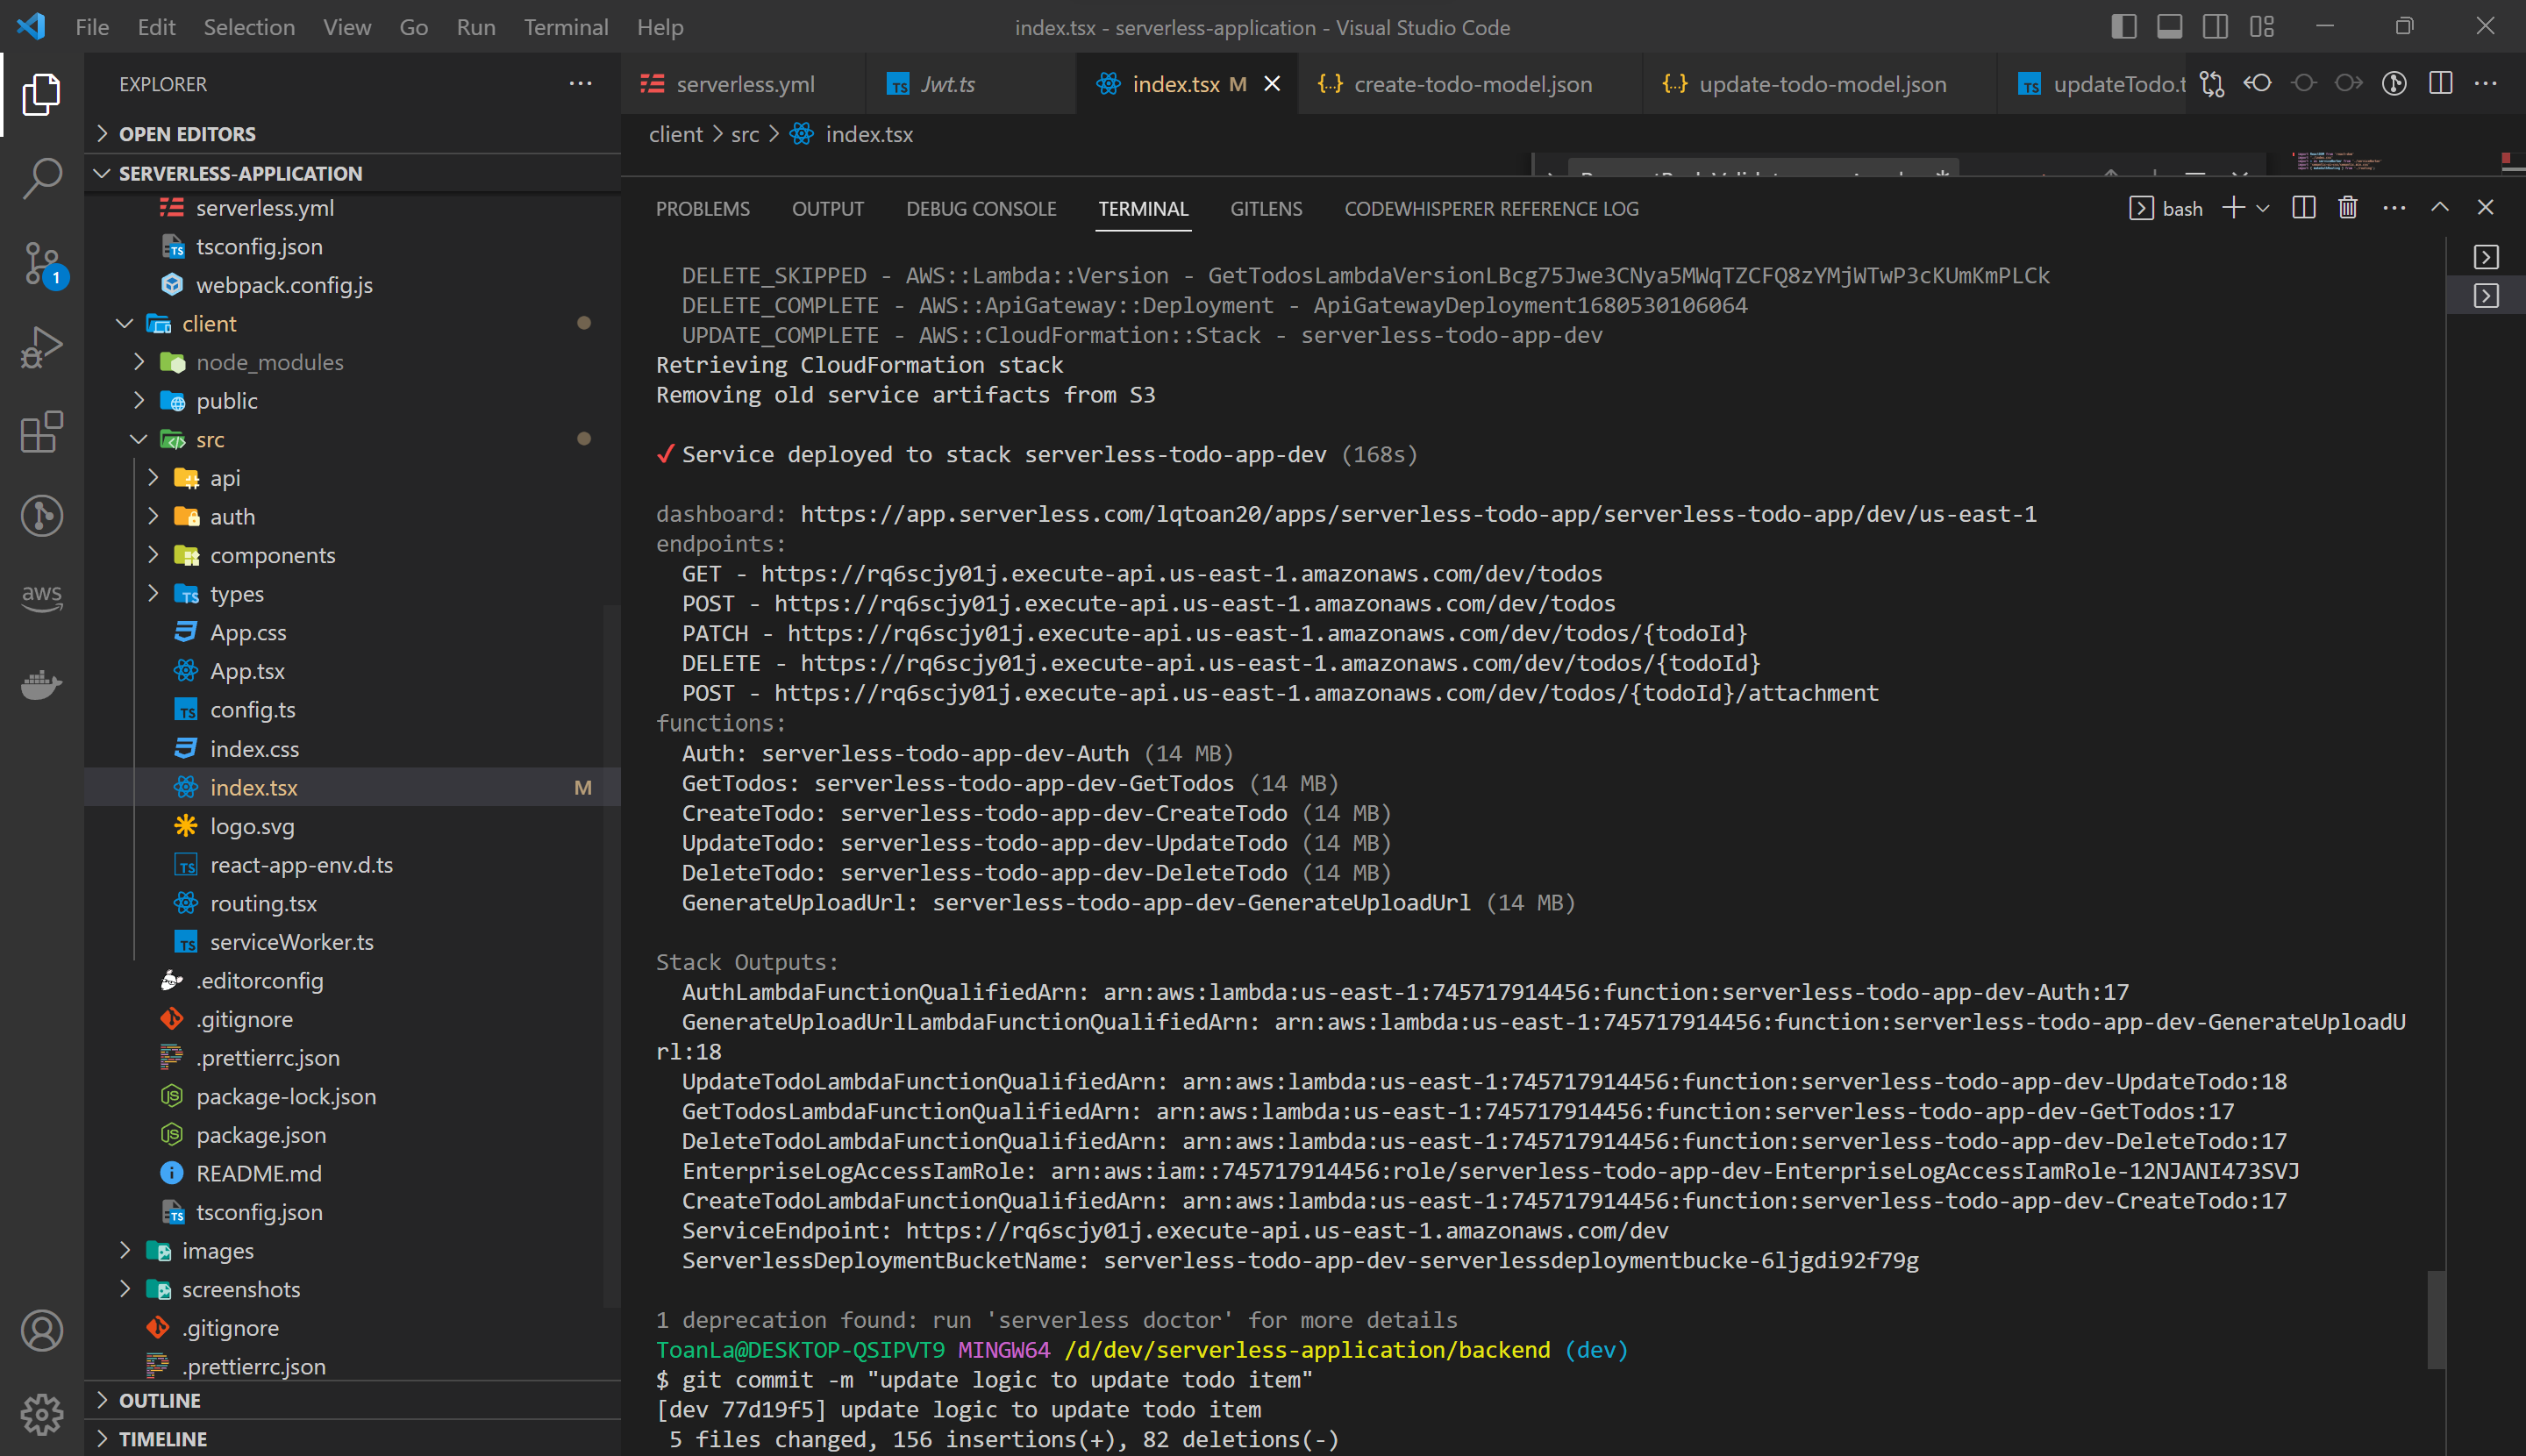 File Edit Selection View Go Run Terminal Help
index.tsx - serverless-application - Visual Studio Code
EXPLORER
OPEN EDITORS
SERVERLESS-APPLICATION
serverless.yml
tsconfig.json
webpack.config.js
client
node_modules
public
src
api
auth
components
types
App.css
App.tsx
config.ts
index.css
index.tsx M
logo.svg
react-app-env.d.ts
routing.tsx
serviceWorker.ts
.editorconfig
.gitignore
.prettierrc.json
package-lock.json
package.json
README.md
tsconfig.json
images
screenshots
.gitignore
.prettierrc.json
OUTLINE
TIMELINE
1
aws
serverless.yml Jwt.ts index.tsx M create-todo-model.json update-todo-model.json updateTodo.t
client > src > index.tsx
PROBLEMS OUTPUT DEBUG CONSOLE TERMINAL GITLENS CODEWHISPERER REFERENCE LOG
bash
DELETE_SKIPPED - AWS::Lambda::Version - GetTodosLambdaVersionLBcg75Jwe3CNya5MWqTZCFQ8zYMjWTwP3cKUmKmPLCk
DELETE_COMPLETE - AWS::ApiGateway::Deployment - ApiGatewayDeployment1680530106064
UPDATE_COMPLETE - AWS::CloudFormation::Stack - serverless-todo-app-dev
Retrieving CloudFormation stack
Removing old service artifacts from S3
✓ Service deployed to stack serverless-todo-app-dev (168s)
dashboard: https://app.serverless.com/lqtoan20/apps/serverless-todo-app/serverless-todo-app/dev/us-east-1
endpoints:
GET - https://rq6scjy01j.execute-api.us-east-1.amazonaws.com/dev/todos
POST - https://rq6scjy01j.execute-api.us-east-1.amazonaws.com/dev/todos
PATCH - https://rq6scjy01j.execute-api.us-east-1.amazonaws.com/dev/todos/{todoId}
DELETE - https://rq6scjy01j.execute-api.us-east-1.amazonaws.com/dev/todos/{todoId}
POST - https://rq6scjy01j.execute-api.us-east-1.amazonaws.com/dev/todos/{todoId}/attachment
functions:
Auth: serverless-todo-app-dev-Auth (14 MB)
GetTodos: serverless-todo-app-dev-GetTodos (14 MB)
CreateTodo: serverless-todo-app-dev-CreateTodo (14 MB)
UpdateTodo: serverless-todo-app-dev-UpdateTodo (14 MB)
DeleteTodo: serverless-todo-app-dev-DeleteTodo (14 MB)
GenerateUploadUrl: serverless-todo-app-dev-GenerateUploadUrl (14 MB)
Stack Outputs:
AuthLambdaFunctionQualifiedArn: arn:aws:lambda:us-east-1:745717914456:function:serverless-todo-app-dev-Auth:17
GenerateUploadUrlLambdaFunctionQualifiedArn: arn:aws:lambda:us-east-1:745717914456:function:serverless-todo-app-dev-GenerateUploadU
rl:18
UpdateTodoLambdaFunctionQualifiedArn: arn:aws:lambda:us-east-1:745717914456:function:serverless-todo-app-dev-UpdateTodo:18
GetTodosLambdaFunctionQualifiedArn: arn:aws:lambda:us-east-1:745717914456:function:serverless-todo-app-dev-GetTodos:17
DeleteTodoLambdaFunctionQualifiedArn: arn:aws:lambda:us-east-1:745717914456:function:serverless-todo-app-dev-DeleteTodo:17
EnterpriseLogAccessIamRole: arn:aws:iam::745717914456:role/serverless-todo-app-dev-EnterpriseLogAccessIamRole-12NJANI473SVJ
CreateTodoLambdaFunctionQualifiedArn: arn:aws:lambda:us-east-1:745717914456:function:serverless-todo-app-dev-CreateTodo:17
ServiceEndpoint: https://rq6scjy01j.execute-api.us-east-1.amazonaws.com/dev
ServerlessDeploymentBucketName: serverless-todo-app-dev-serverlessdeploymentbucke-6ljgdi92f79g
1 deprecation found: run 'serverless doctor' for more details
ToanLa@DESKTOP-QSIPVT9 MINGW64 /d/dev/serverless-application/backend (dev)
$ git commit -m "update logic to update todo item"
[dev 77d19f5] update logic to update todo item
5 files changed, 156 insertions(+), 82 deletions(-)